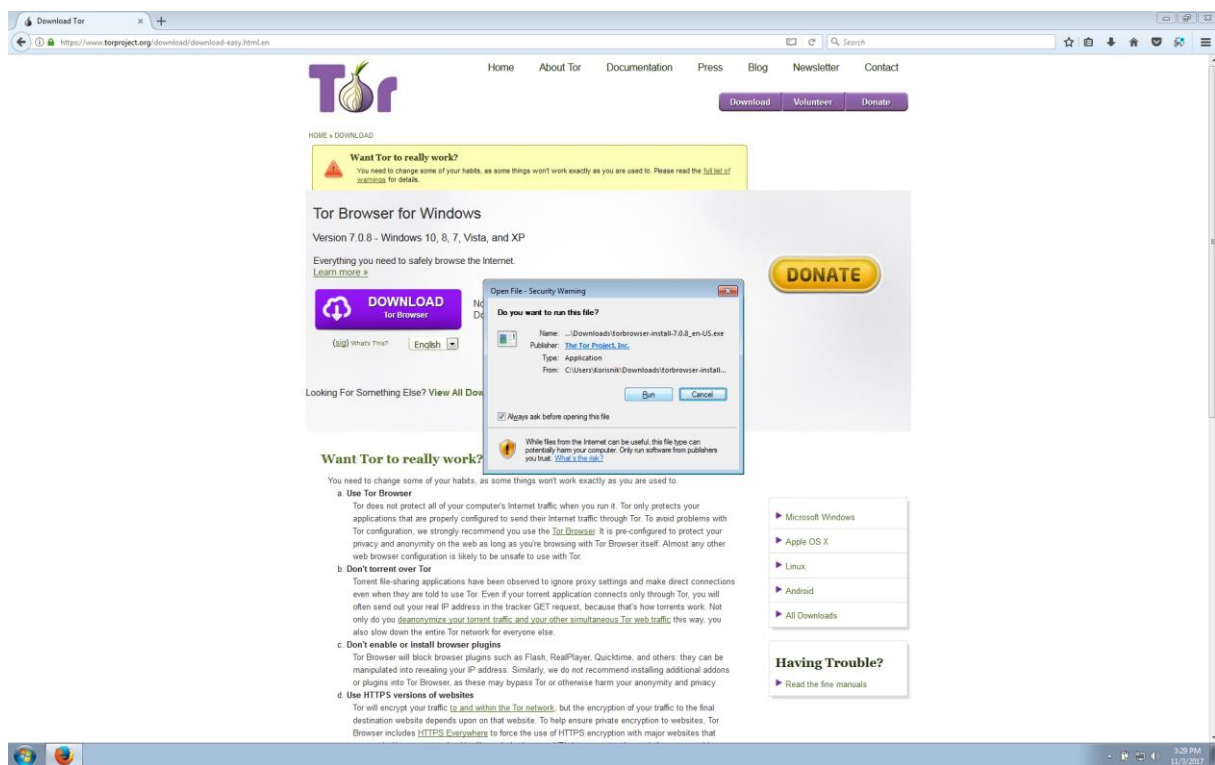 Download Tor
https://www.torproject.org/download/download-easy.html.en
Search
Tor
Home About Tor Documentation Press Blog Newsletter Contact
Download Volunteer Donate
HOME » DOWNLOAD
Want Tor to really work?
You need to change some of your habits, as some things won't work exactly as you are used to. Please read the full list of
warnings for details.
Tor Browser for Windows
Version 7.0.8 - Windows 10, 8, 7, Vista, and XP
Everything you need to safely browse the Internet.
Learn more »
DONATE
DOWNLOAD
Tor Browser
(sig) What's This? English
Looking For Something Else? View All Dow
Open File - Security Warning
Do you want to run this file?
Name: ...\Downloads\torbrowser-install-7.0.8_en-US.exe
Publisher: The Tor Project, Inc.
Type: Application
From: C:\Users\Korisnik\Downloads\torbrowser-install...
Run Cancel
Always ask before opening this file
While files from the Internet can be useful, this file type can
potentially harm your computer. Only run software from publishers
you trust. What's the risk?
Want Tor to really work?
You need to change some of your habits, as some things won't work exactly as you are used to.
a. Use Tor Browser
Tor does not protect all of your computer's Internet traffic when you run it. Tor only protects your
applications that are properly configured to send their Internet traffic through Tor. To avoid problems with
Tor configuration, we strongly recommend you use the Tor Browser. It is pre-configured to protect your
privacy and anonymity on the web as long as you're browsing with Tor Browser itself. Almost any other
web browser configuration is likely to be unsafe to use with Tor.
b. Don't torrent over Tor
Torrent file-sharing applications have been observed to ignore proxy settings and make direct connections
even when they are told to use Tor. Even if your torrent application connects only through Tor, you will
often send out your real IP address in the tracker GET request, because that's how torrents work. Not
only do you deanonymize your torrent traffic and your other simultaneous Tor web traffic this way, you
also slow down the entire Tor network for everyone else.
c. Don't enable or install browser plugins
Tor Browser will block browser plugins such as Flash, RealPlayer, Quicktime, and others: they can be
manipulated into revealing your IP address. Similarly, we do not recommend installing additional addons
or plugins into Tor Browser, as these may bypass Tor or otherwise harm your anonymity and privacy.
d. Use HTTPS versions of websites
Tor will encrypt your traffic to and within the Tor network, but the encryption of your traffic to the final
destination website depends upon on that website. To help ensure private encryption to websites, Tor
Browser includes HTTPS Everywhere to force the use of HTTPS encryption with major websites that
Microsoft Windows
Apple OS X
Linux
Android
All Downloads
Having Trouble?
Read the fine manuals
3:29 PM
11/3/2017